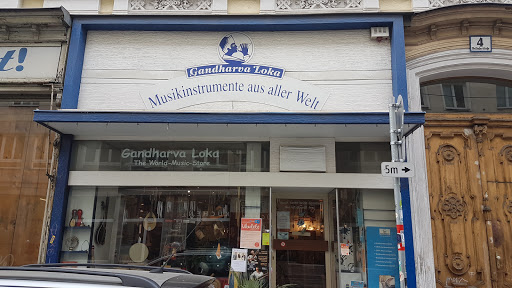 t!
Gandharva Loka
Musikinstrumente aus aller Welt
4
Gandharva Loka
The World-Music-Store
5m